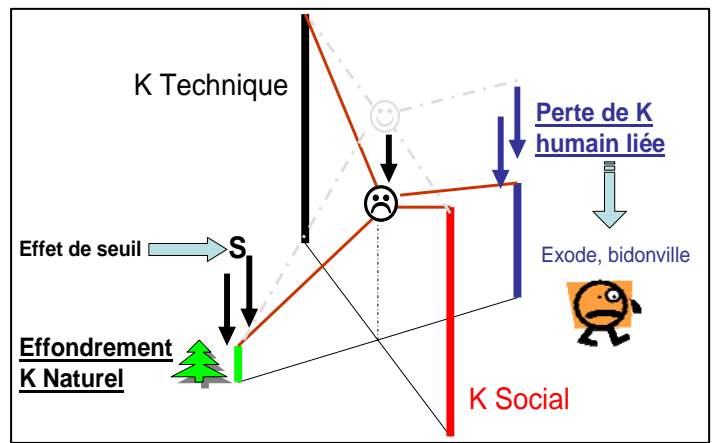 K Technique
Perte de K
humain liée
Effet de seuil
S
Exode, bidonville
Effondrement
K Naturel
K Social